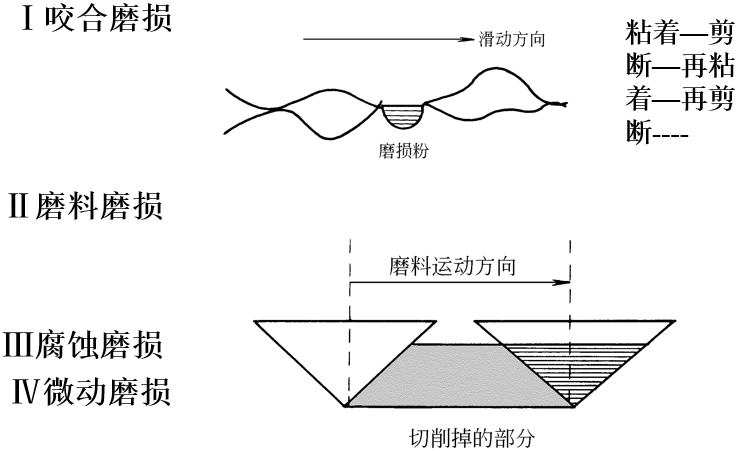 Ⅰ咬合磨损
滑动方向
粘着—剪
断—再粘
着—再剪
断----
磨损粉
Ⅱ磨料磨损
磨料运动方向
Ⅲ腐蚀磨损
Ⅳ微动磨损
切削掉的部分